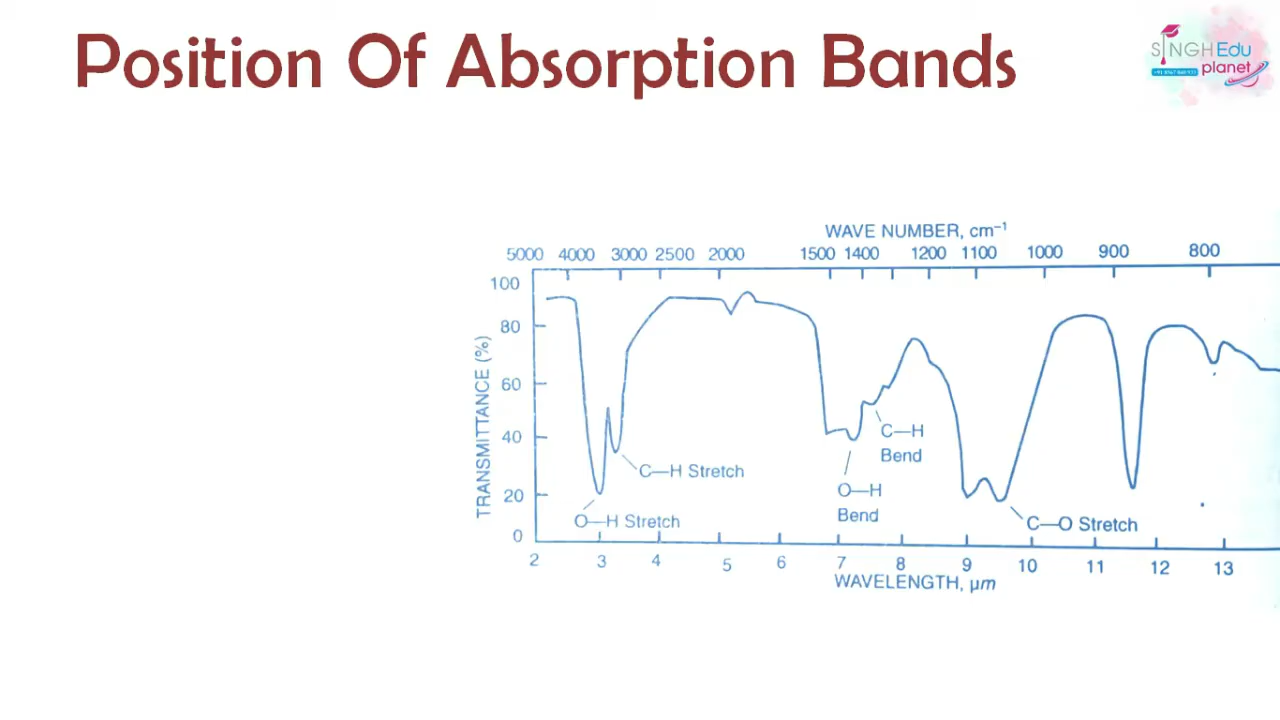 Position Of Absorption Bands
SINGH Edu
planet
WAVE NUMBER, cm⁻¹
5000 4000 3000 2500 2000 1500 1400 1200 1100 1000 900 800
100
80
60
40
20
0
TRANSMITTANCE (%)
C—H
Bend
C—H Stretch
O—H
Bend
O—H Stretch
C—O Stretch
2 3 4 5 6 7 8 9 10 11 12 13
WAVELENGTH, μm